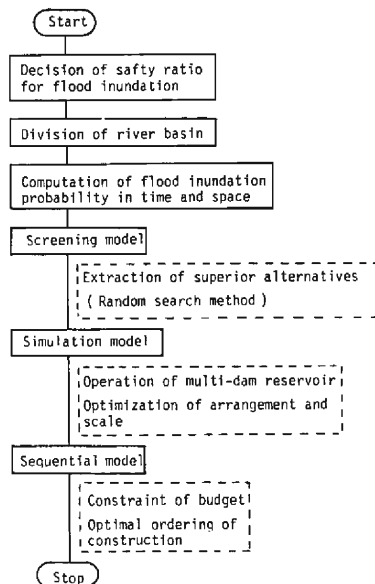 Start
Decision of safty ratio
for flood inundation
Division of river basin
Computation of flood inundation
probability in time and space
Screening model
Extraction of superior alternatives
( Random search method )
Simulation model
Operation of multi-dam reservoir
Optimization of arrangement and
scale
Sequential model
Constraint of budget
Optimal ordering of
construction
Stop